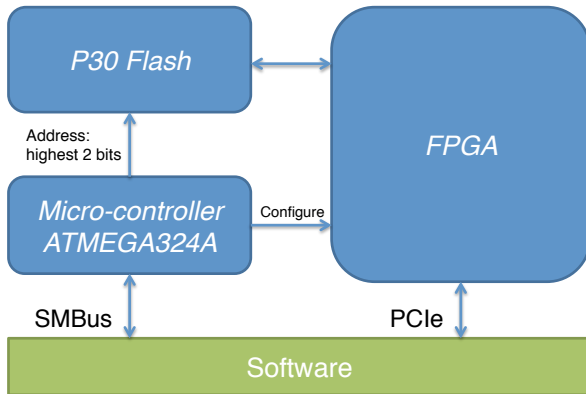 P30 Flash
FPGA
Address:
highest 2 bits
Micro-controller
ATMEGA324A
Configure
SMBus
PCIe
Software